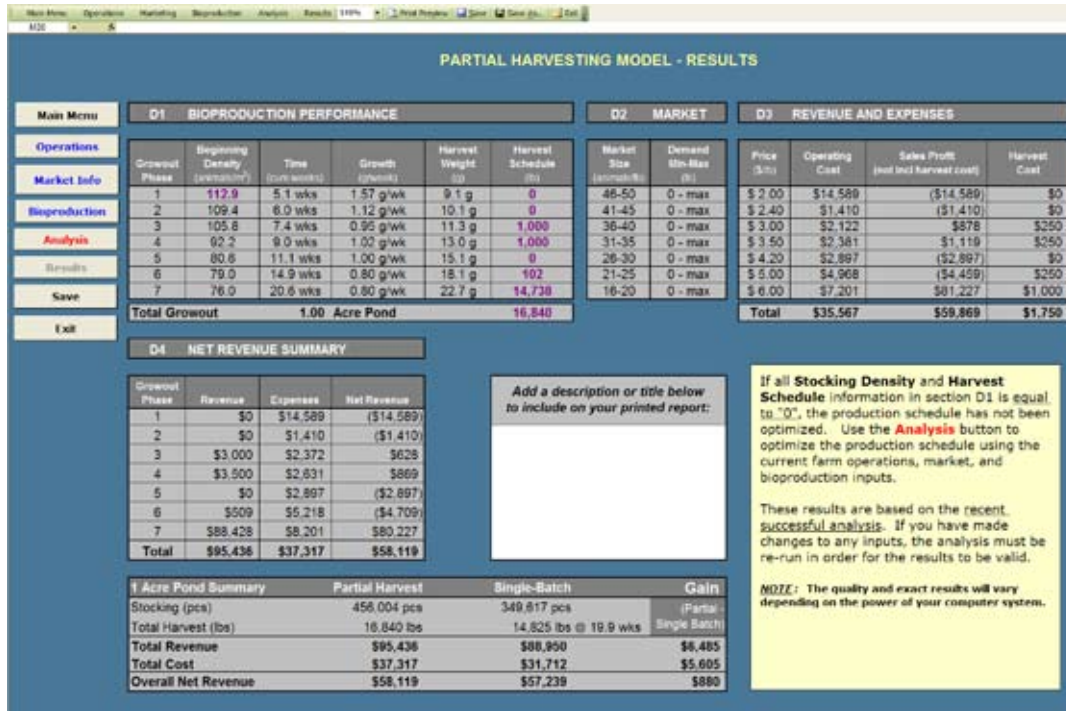 Main Menu Operations Marketing Bioproduction Analysis Results 100% Print Preview Save Save As... Exit
M36
PARTIAL HARVESTING MODEL - RESULTS
Main Menu
Operations
Market Info
Bioproduction
Analysis
Results
Save
Exit
D1 BIOPRODUCTION PERFORMANCE
Growout Phase Beginning Density (animals/m²) Time (cum weeks) Growth (g/week) Harvest Weight (g) Harvest Schedule (lb)
1 112.9 5.1 wks 1.57 g/wk 9.1 g 0
2 109.4 6.0 wks 1.12 g/wk 10.1 g 0
3 105.8 7.4 wks 0.95 g/wk 11.3 g 1,000
4 92.2 9.0 wks 1.02 g/wk 13.0 g 1,000
5 80.6 11.1 wks 1.00 g/wk 15.1 g 0
6 79.0 14.9 wks 0.80 g/wk 18.1 g 102
7 76.0 20.6 wks 0.80 g/wk 22.7 g 14,738
Total Growout 1.00 Acre Pond 16,840
D2 MARKET
Market Size (animals/lb) Demand Min-Max (lb)
46-50 0 - max
41-45 0 - max
36-40 0 - max
31-35 0 - max
26-30 0 - max
21-25 0 - max
16-20 0 - max
D3 REVENUE AND EXPENSES
Price ($/lb) Operating Cost Sales Profit (not incl harvest cost) Harvest Cost
$ 2.00 $14,589 ($14,589) $0
$ 2.40 $1,410 ($1,410) $0
$ 3.00 $2,122 $878 $250
$ 3.50 $2,381 $1,119 $250
$ 4.20 $2,897 ($2,897) $0
$ 5.00 $4,968 ($4,459) $250
$ 6.00 $7,201 $81,227 $1,000
Total $35,567 $59,869 $1,750
D4 NET REVENUE SUMMARY
Growout Phase Revenue Expenses Net Revenue
1 $0 $14,589 ($14,589)
2 $0 $1,410 ($1,410)
3 $3,000 $2,372 $628
4 $3,500 $2,631 $869
5 $0 $2,897 ($2,897)
6 $509 $5,218 ($4,709)
7 $88,428 $8,201 $80,227
Total $95,436 $37,317 $58,119
Add a description or title below
to include on your printed report:
If all Stocking Density and Harvest
Schedule information in section D1 is equal
to "0", the production schedule has not been
optimized. Use the Analysis button to
optimize the production schedule using the
current farm operations, market, and
bioproduction inputs.
These results are based on the recent
successful analysis. If you have made
changes to any inputs, the analysis must be
re-run in order for the results to be valid.
NOTE: The quality and exact results will vary
depending on the power of your computer system.
1 Acre Pond Summary Partial Harvest Single-Batch Gain
Stocking (pcs) 456,004 pcs 349,617 pcs (Partial -
Total Harvest (lbs) 16,840 lbs 14,825 lbs @ 19.9 wks Single Batch)
Total Revenue $95,436 $88,950 $6,485
Total Cost $37,317 $31,712 $5,605
Overall Net Revenue $58,119 $57,239 $880